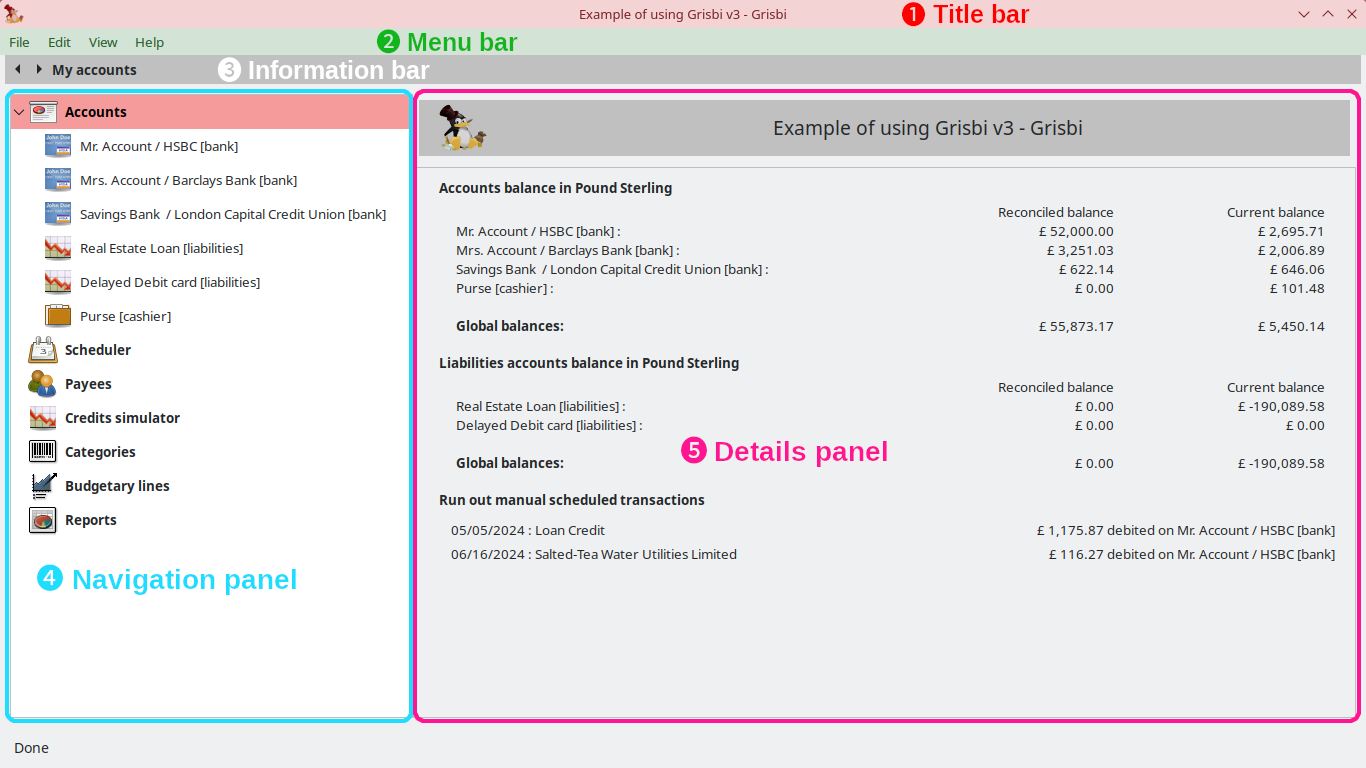 Example of using Grisbi v3 - Grisbi
❶ Title bar
File Edit View Help
❷ Menu bar
My accounts
❸ Information bar
Accounts
Mr. Account / HSBC [bank]
Mrs. Account / Barclays Bank [bank]
Savings Bank  / London Capital Credit Union [bank]
Real Estate Loan [liabilities]
Delayed Debit card [liabilities]
Purse [cashier]
Scheduler
Payees
Credits simulator
Categories
Budgetary lines
Reports
❹ Navigation panel
Example of using Grisbi v3 - Grisbi
Accounts balance in Pound Sterling
Reconciled balance Current balance
Mr. Account / HSBC [bank] : £ 52,000.00 £ 2,695.71
Mrs. Account / Barclays Bank [bank] : £ 3,251.03 £ 2,006.89
Savings Bank  / London Capital Credit Union [bank] : £ 622.14 £ 646.06
Purse [cashier] : £ 0.00 £ 101.48
Global balances: £ 55,873.17 £ 5,450.14
Liabilities accounts balance in Pound Sterling
Reconciled balance Current balance
Real Estate Loan [liabilities] : £ 0.00 £ -190,089.58
Delayed Debit card [liabilities] : £ 0.00 £ 0.00
❺ Details panel
Global balances: £ 0.00 £ -190,089.58
Run out manual scheduled transactions
05/05/2024 : Loan Credit £ 1,175.87 debited on Mr. Account / HSBC [bank]
06/16/2024 : Salted-Tea Water Utilities Limited £ 116.27 debited on Mr. Account / HSBC [bank]
Done